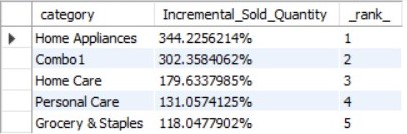 category Incremental_Sold_Quantity _rank_
Home Appliances 344.2256214% 1
Combo1 302.3584062% 2
Home Care 179.6337985% 3
Personal Care 131.0574125% 4
Grocery & Staples 118.0477902% 5